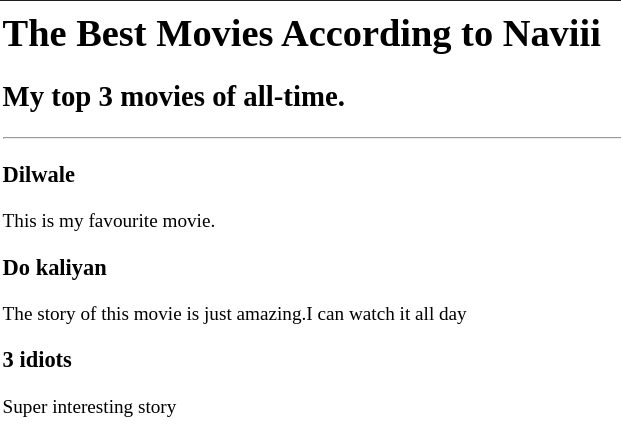 The Best Movies According to Naviii
My top 3 movies of all-time.
Dilwale
This is my favourite movie.
Do kaliyan
The story of this movie is just amazing.I can watch it all day
3 idiots
Super interesting story